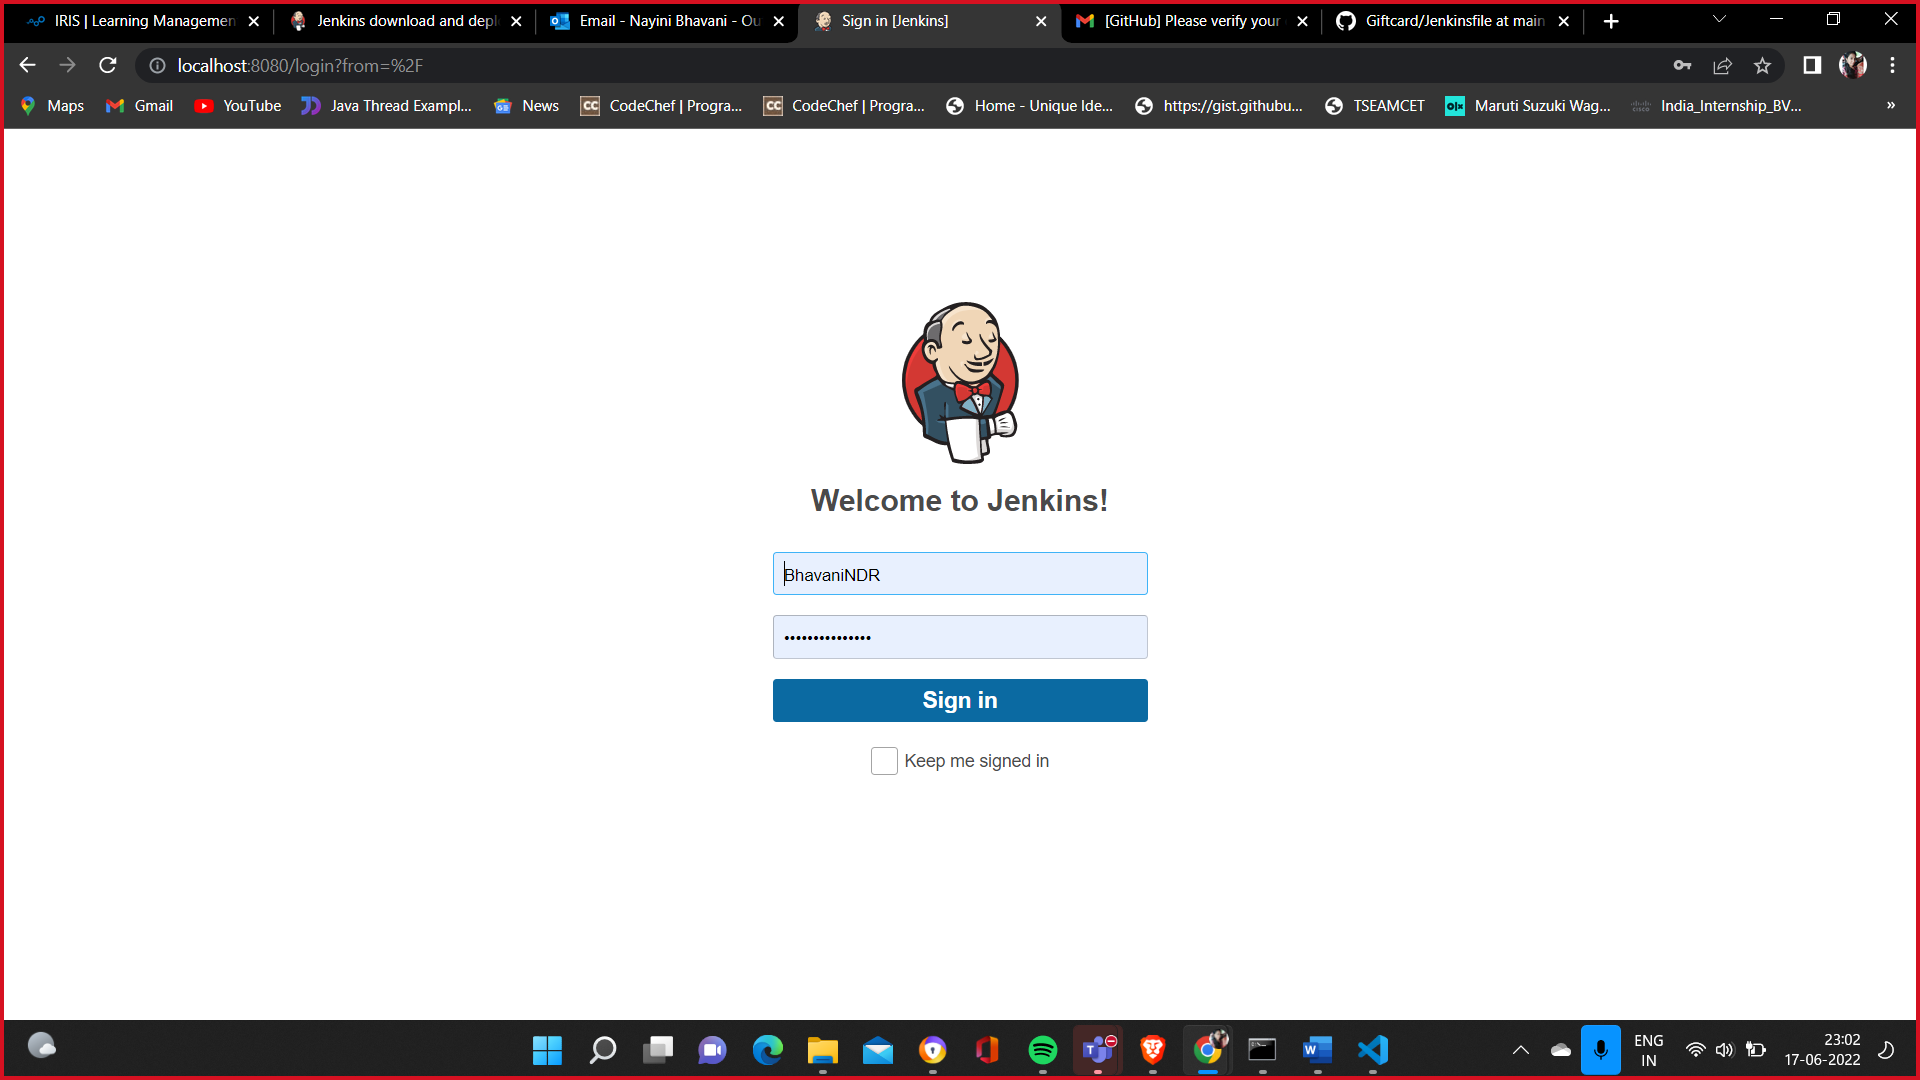 IRIS | Learning Managemen
Jenkins download and depl
Email - Nayini Bhavani - Ou
Sign in [Jenkins]
[GitHub] Please verify your
Giftcard/Jenkinsfile at main
localhost:8080/login?from=%2F
Maps
Gmail
YouTube
Java Thread Exampl...
News
CC CodeChef | Progra...
CC CodeChef | Progra...
Home - Unique Ide...
https://gist.githubu...
TSEAMCET
olx Maruti Suzuki Wag...
India_Internship_BV...
»
Welcome to Jenkins!
BhavaniNDR
•••••••••••••••
Sign in
Keep me signed in
ENG
IN
23:02
17-06-2022